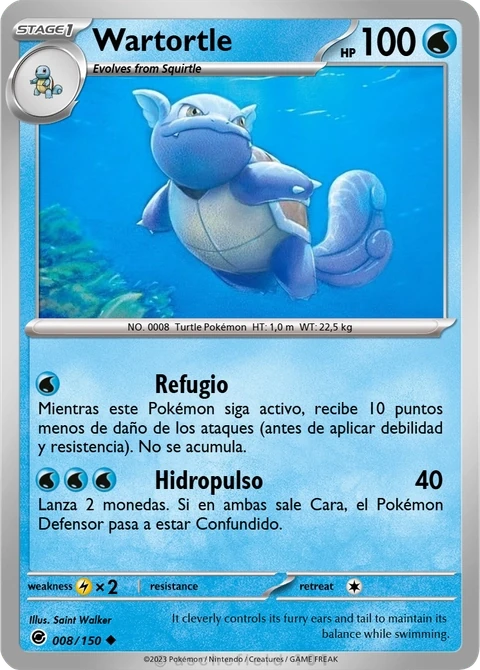 STAGE1
Wartortle
HP 100
Evolves from Squirtle
NO. 0008 Turtle Pokémon HT: 1,0 m WT: 22,5 kg
Refugio
Mientras este Pokémon siga activo, recibe 10 puntos
menos de daño de los ataques (antes de aplicar debilidad
y resistencia). No se acumula.
Hidropulso 40
Lanza 2 monedas. Si en ambas sale Cara, el Pokémon
Defensor pasa a estar Confundido.
weakness ×2 resistance retreat
Illus. Saint Walker
It cleverly controls its furry ears and tail to maintain its
balance while swimming.
008/150
©2023 Pokémon / Nintendo / Creatures / GAME FREAK